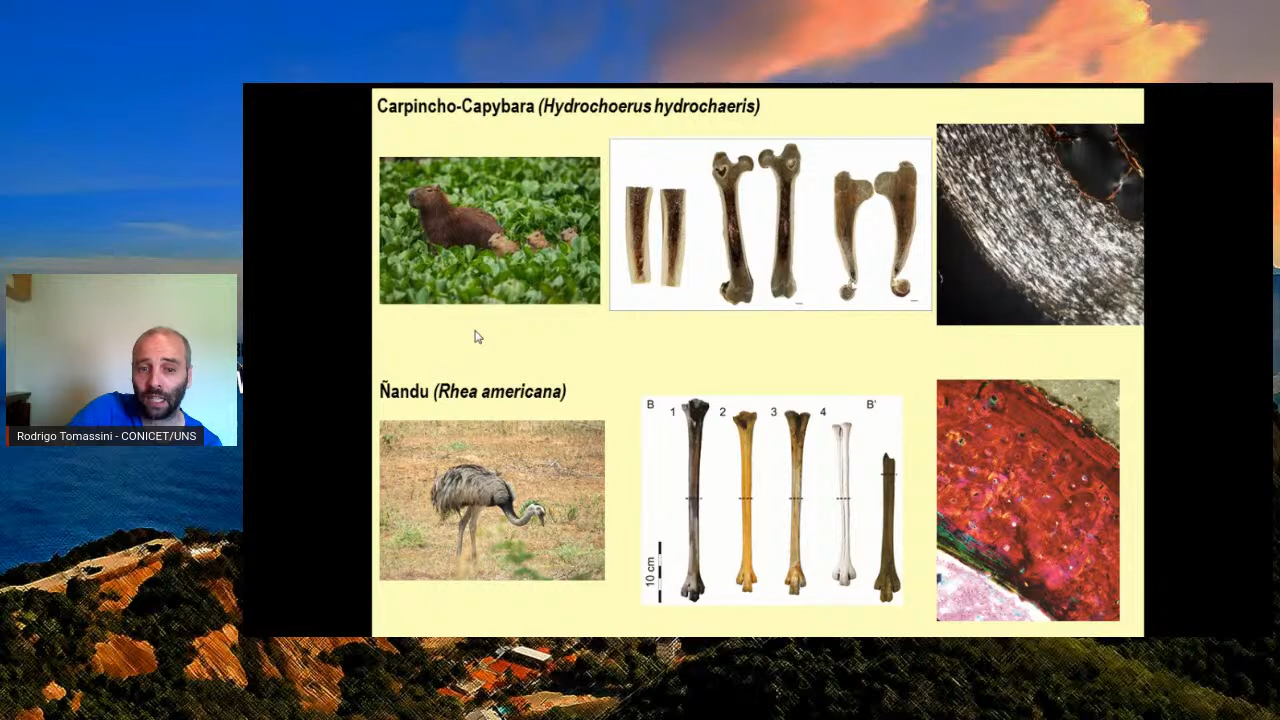 Carpincho-Capybara (Hydrochoerus hydrochaeris)
Rodrigo Tomassini - CONICET/UNS
Ñandu (Rhea americana)
B 1 2 3 4 B'
10 cm